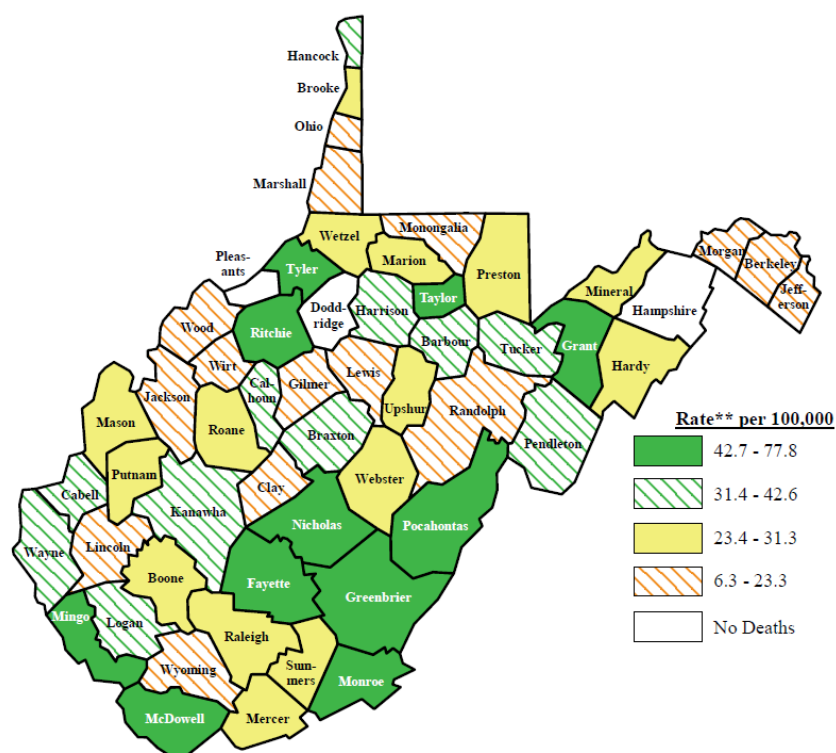 Hancock
Brooke
Ohio
Marshall
Wetzel
Monongalia
Marion
Preston
Pleas-
ants
Tyler
Taylor
Morgan
Berkeley
Jeff-
erson
Mineral
Hampshire
Wood
Ritchie
Dodd-
ridge
Harrison
Barbour
Tucker
Grant
Hardy
Wirt
Jackson
Cal-
houn
Gilmer
Lewis
Upshur
Randolph
Pendleton
Mason
Roane
Braxton
Putnam
Clay
Webster
Cabell
Kanawha
Nicholas
Pocahontas
Wayne
Lincoln
Boone
Fayette
Greenbrier
Mingo
Logan
Raleigh
Wyoming
Sum-
mers
Monroe
McDowell
Mercer
Rate** per 100,000
42.7 - 77.8
31.4 - 42.6
23.4 - 31.3
6.3 - 23.3
No Deaths